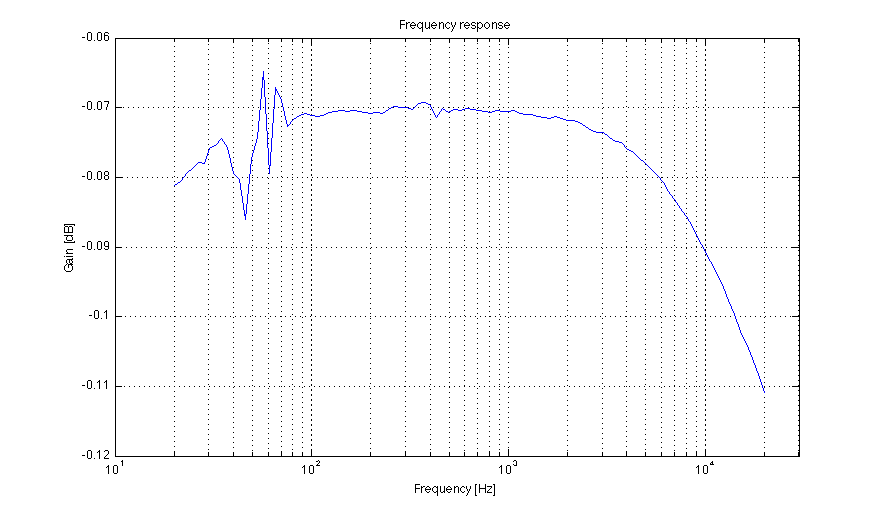 Frequency response
-0.06
-0.07
-0.08
-0.09
-0.1
-0.11
-0.12
Gain [dB]
10^1 10^2 10^3 10^4
Frequency [Hz]